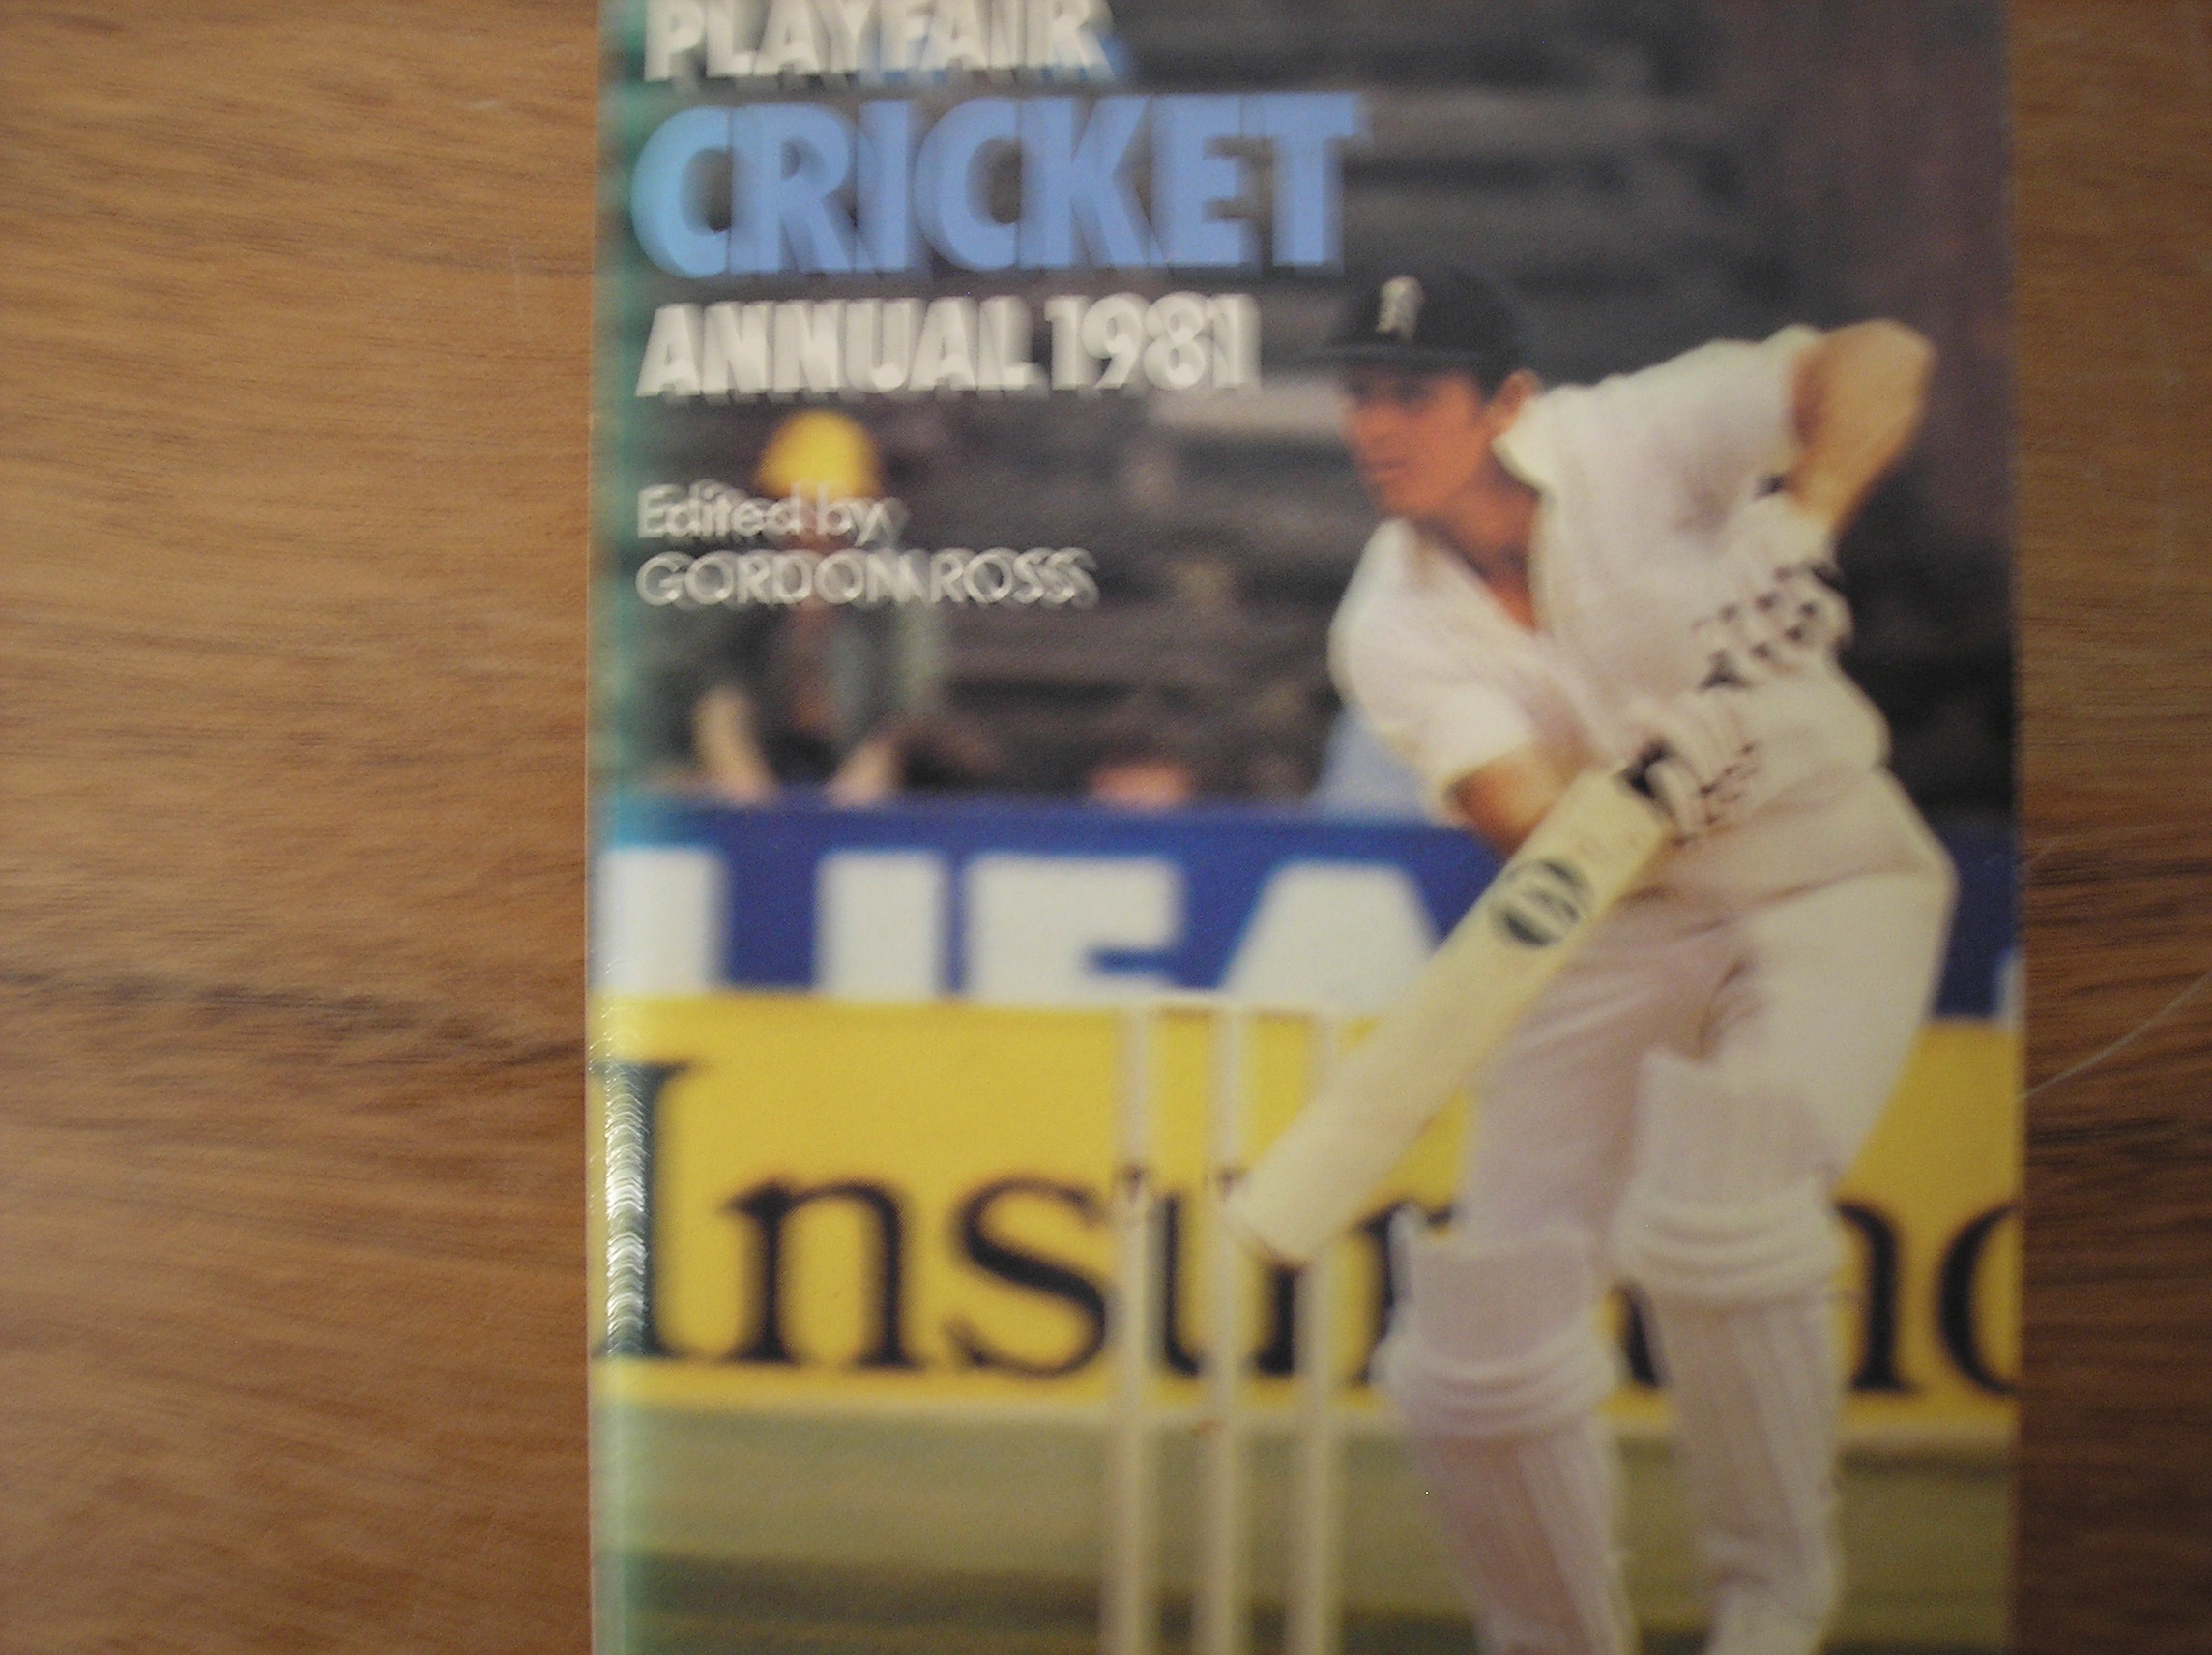 PLAYFAIR
CRICKET
ANNUAL 1981
Edited by
GORDON ROSS